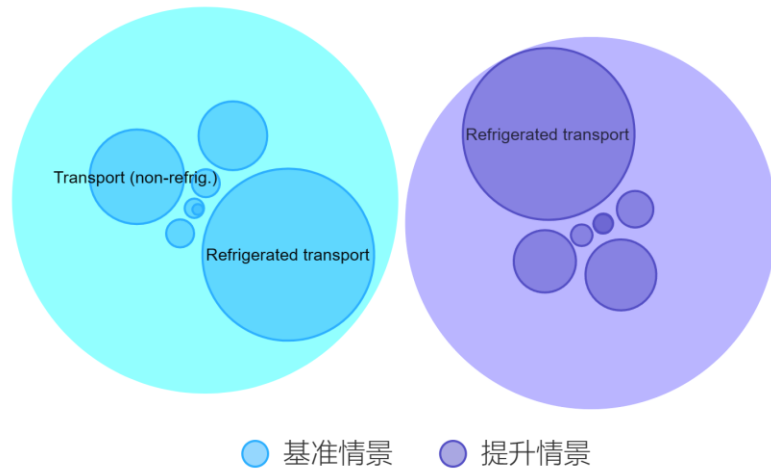 Refrigerated transport
Transport (non-refrig.)
Refrigerated transport
基准情景
提升情景